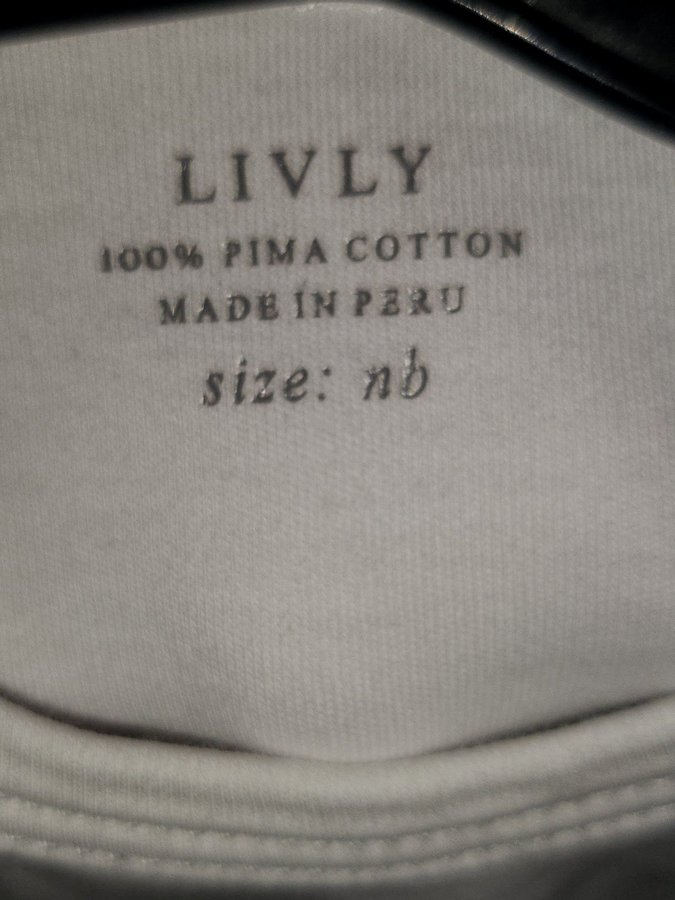 LIVLY
100% PIMA COTTON
MADE IN PERU
size: nb